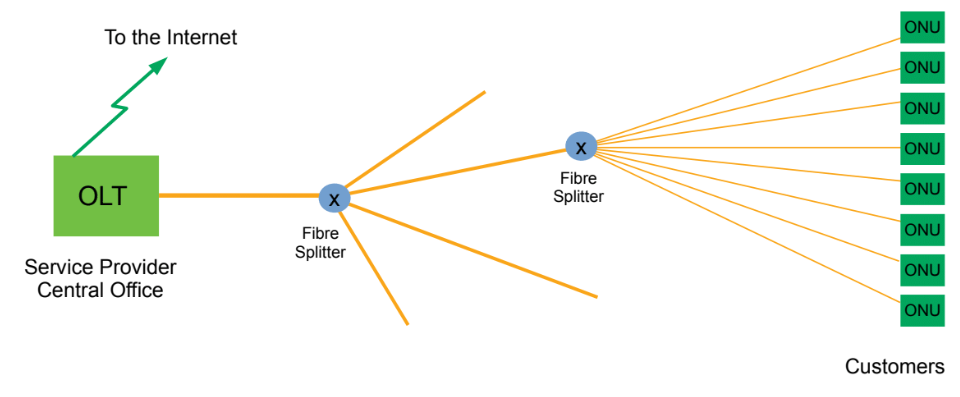 To the Internet
OLT
Service Provider
Central Office
X
Fibre
Splitter
X
Fibre
Splitter
ONU
ONU
ONU
ONU
ONU
ONU
ONU
ONU
Customers